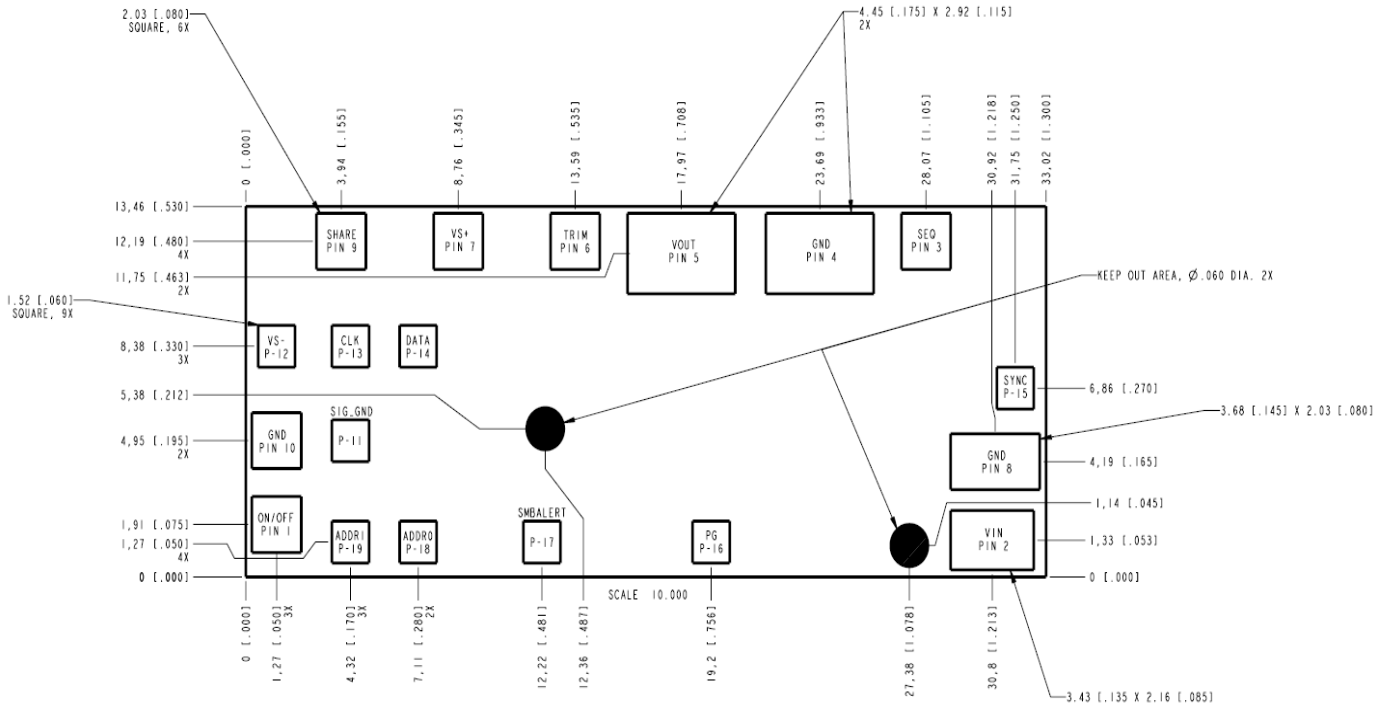 2.03 [.080]
SQUARE, 6X
4.45 [.175] X 2.92 [.115]
2X
0 [.000]
3,94 [.155]
8,76 [.345]
13,59 [.535]
17,97 [.708]
23,69 [.933]
28,07 [1.105]
30,92 [1.218]
31,75 [1.250]
33,02 [1.300]
13,46 [.530]
12,19 [.480]
4X
11,75 [.463]
2X
SHARE
PIN 9
VS+
PIN 7
TRIM
PIN 6
VOUT
PIN 5
GND
PIN 4
SEQ
PIN 3
KEEP OUT AREA, Ø.060 DIA. 2X
1.52 [.060]
SQUARE, 9X
8,38 [.330]
3X
VS-
P-12
CLK
P-13
DATA
P-14
5,38 [.212]
SYNC
P-15
6,86 [.270]
3.68 [.145] X 2.03 [.080]
4,95 [.195]
2X
GND
PIN 10
SIG_GND
P-11
GND
PIN 8
4,19 [.165]
1,14 [.045]
1,91 [.075]
1,27 [.050]
4X
ON/OFF
PIN 1
ADDR1
P-19
ADDR0
P-18
SMBALERT
P-17
PG
P-16
VIN
PIN 2
1,33 [.053]
0 [.000]
0 [.000]
SCALE 10.000
0 [.000]
1,27 [.050]
3X
4,32 [.170]
3X
7,11 [.280]
2X
12,22 [.481]
12,36 [.487]
19,2 [.756]
27,38 [1.078]
30,8 [1.213]
3.43 [.135 X 2.16 [.085]